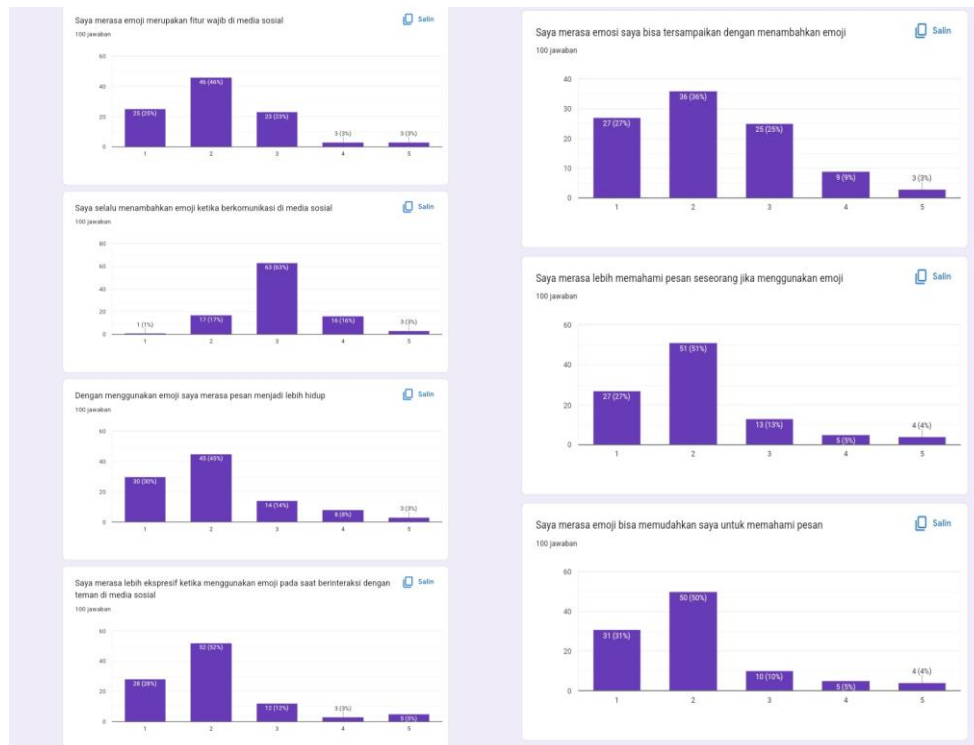 Saya merasa emoji merupakan fitur wajib di media sosial
Salin
100 jawaban
60
40
20
0
25 (25%)
46 (46%)
23 (23%)
3 (3%)
3 (3%)
1 2 3 4 5
Saya selalu menambahkan emoji ketika berkomunikasi di media sosial
Salin
100 jawaban
80
60
40
20
0
1 (1%)
17 (17%)
63 (63%)
16 (16%)
3 (3%)
1 2 3 4 5
Dengan menggunakan emoji saya merasa pesan menjadi lebih hidup
Salin
100 jawaban
60
40
20
0
30 (30%)
45 (45%)
14 (14%)
8 (8%)
3 (3%)
1 2 3 4 5
Saya merasa lebih ekspresif ketika menggunakan emoji pada saat berinteraksi dengan
teman di media sosial
Salin
100 jawaban
60
40
20
0
28 (28%)
52 (52%)
12 (12%)
3 (3%)
5 (5%)
1 2 3 4 5
Saya merasa emosi saya bisa tersampaikan dengan menambahkan emoji
Salin
100 jawaban
40
30
20
10
0
27 (27%)
36 (36%)
25 (25%)
9 (9%)
3 (3%)
1 2 3 4 5
Saya merasa lebih memahami pesan seseorang jika menggunakan emoji
Salin
100 jawaban
60
40
20
0
27 (27%)
51 (51%)
13 (13%)
5 (5%)
4 (4%)
1 2 3 4 5
Saya merasa emoji bisa memudahkan saya untuk memahami pesan
Salin
100 jawaban
60
40
20
0
31 (31%)
50 (50%)
10 (10%)
5 (5%)
4 (4%)
1 2 3 4 5